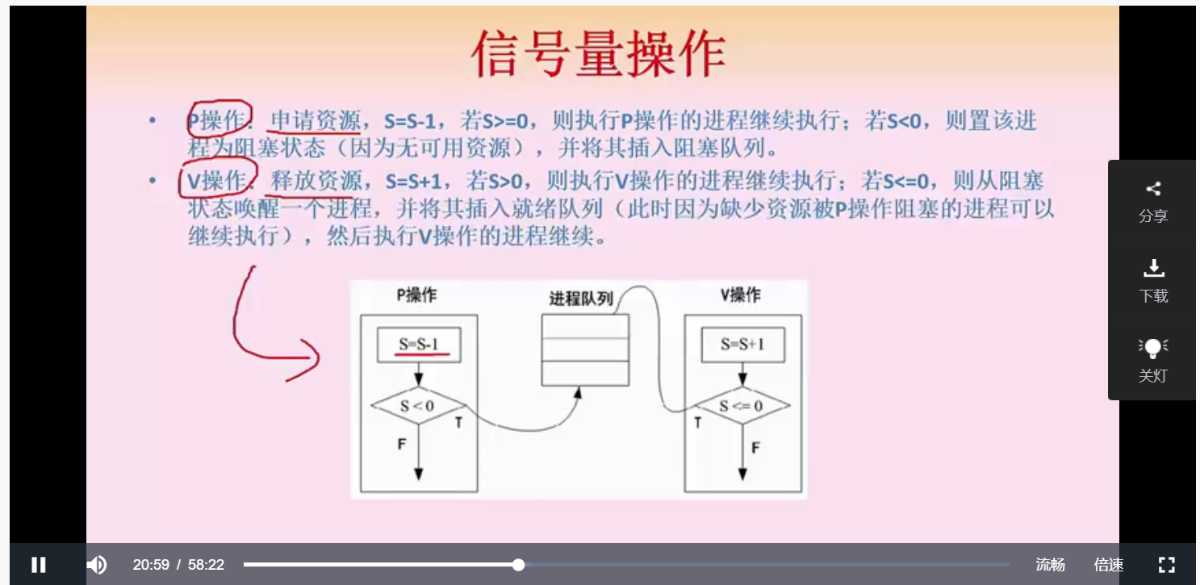 信号量操作
• P操作：申请资源，S=S-1，若S>=0，则执行P操作的进程继续执行；若S<0，则置该进
程为阻塞状态（因为无可用资源），并将其插入阻塞队列。
• V操作：释放资源，S=S+1，若S>0，则执行V操作的进程继续执行；若S<=0，则从阻塞
状态唤醒一个进程，并将其插入就绪队列（此时因为缺少资源被P操作阻塞的进程可以
继续执行），然后执行V操作的进程继续。
P操作
进程队列
V操作
S=S-1
S=S+1
S<0
S<=0
T
T
F
F
分享
下载
关灯
20:59 / 58:22
流畅
倍速